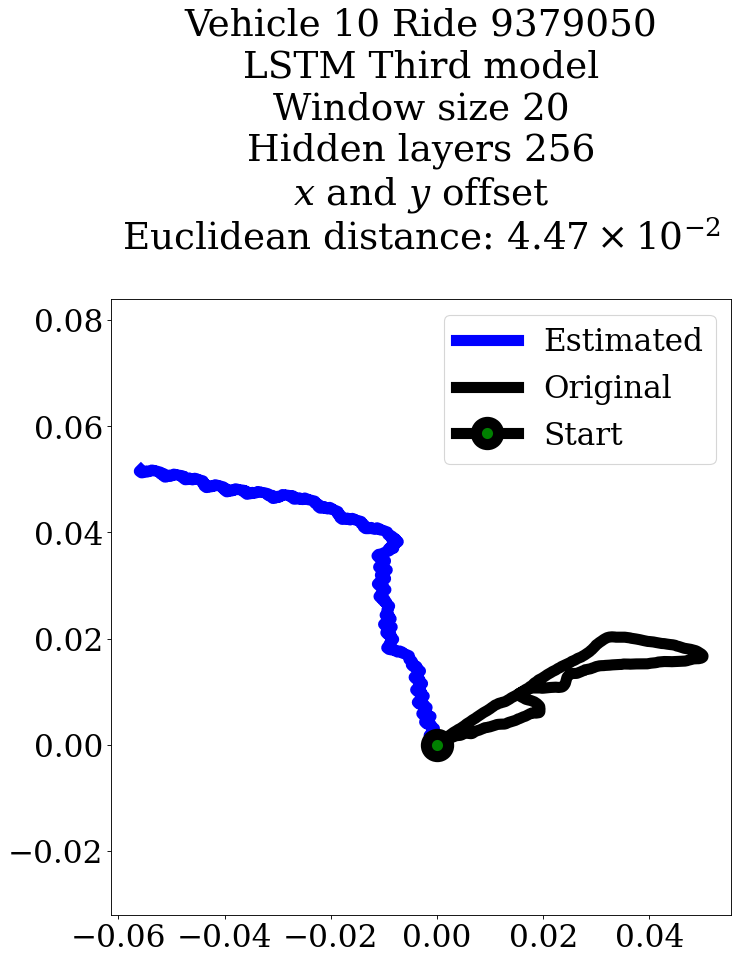 Vehicle 10 Ride 9379050
LSTM Third model
Window size 20
Hidden layers 256
x and y offset
Euclidean distance: 4.47 × 10⁻²
0.08
0.06
0.04
0.02
0.00
−0.02
Estimated
Original
Start
−0.06 −0.04 −0.02 0.00 0.02 0.04